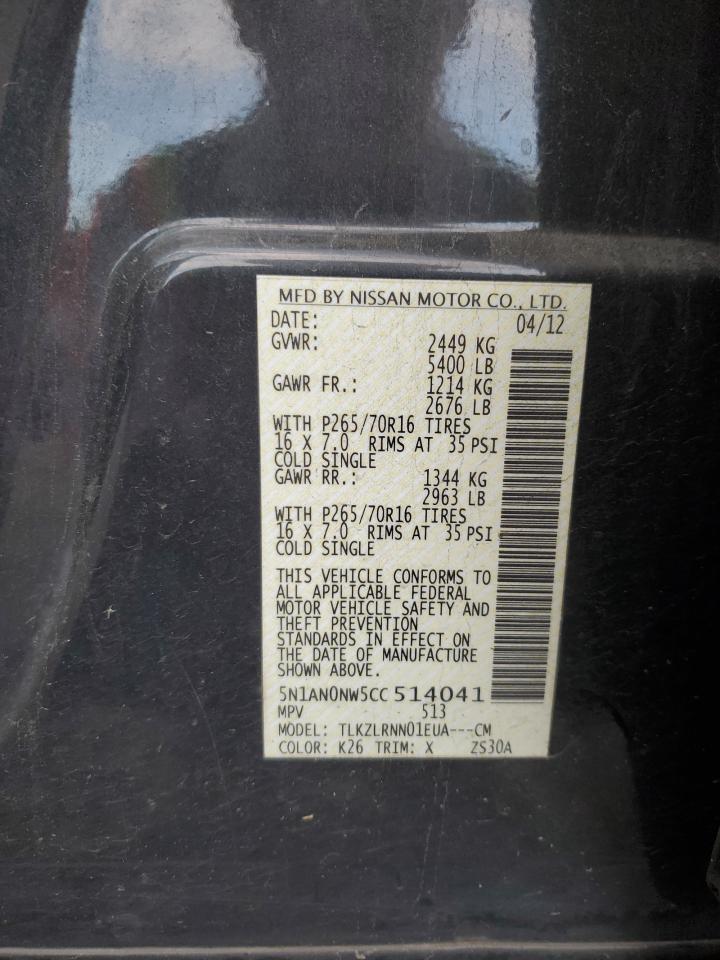 MFD BY NISSAN MOTOR CO., LTD.
DATE: 04/12
GVWR: 2449 KG
5400 LB
GAWR FR.: 1214 KG
2676 LB
WITH P265/70R16 TIRES
16 X 7.0 RIMS AT 35 PSI
COLD SINGLE
GAWR RR.: 1344 KG
2963 LB
WITH P265/70R16 TIRES
16 X 7.0 RIMS AT 35 PSI
COLD SINGLE
THIS VEHICLE CONFORMS TO
ALL APPLICABLE FEDERAL
MOTOR VEHICLE SAFETY AND
THEFT PREVENTION
STANDARDS IN EFFECT ON
THE DATE OF MANUFACTURE
SHOWN ABOVE.
5N1AN0NW5CC514041
MPV 513
MODEL: TLKZLRNN01EUA---CM
COLOR: K26 TRIM: X ZS30A